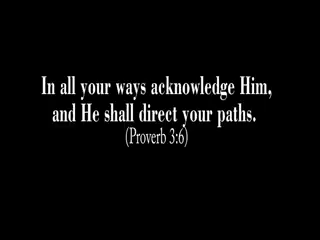 In all your ways acknowledge Him,
and He shall direct your paths.
(Proverb 3:6)